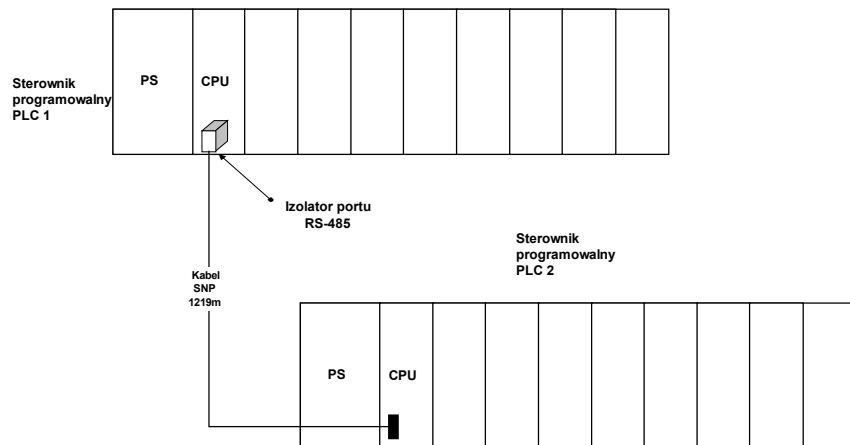 Sterownik
programowalny
PLC 1
PS
CPU
Izolator portu
RS-485
Kabel
SNP
1219m
Sterownik
programowalny
PLC 2
PS
CPU